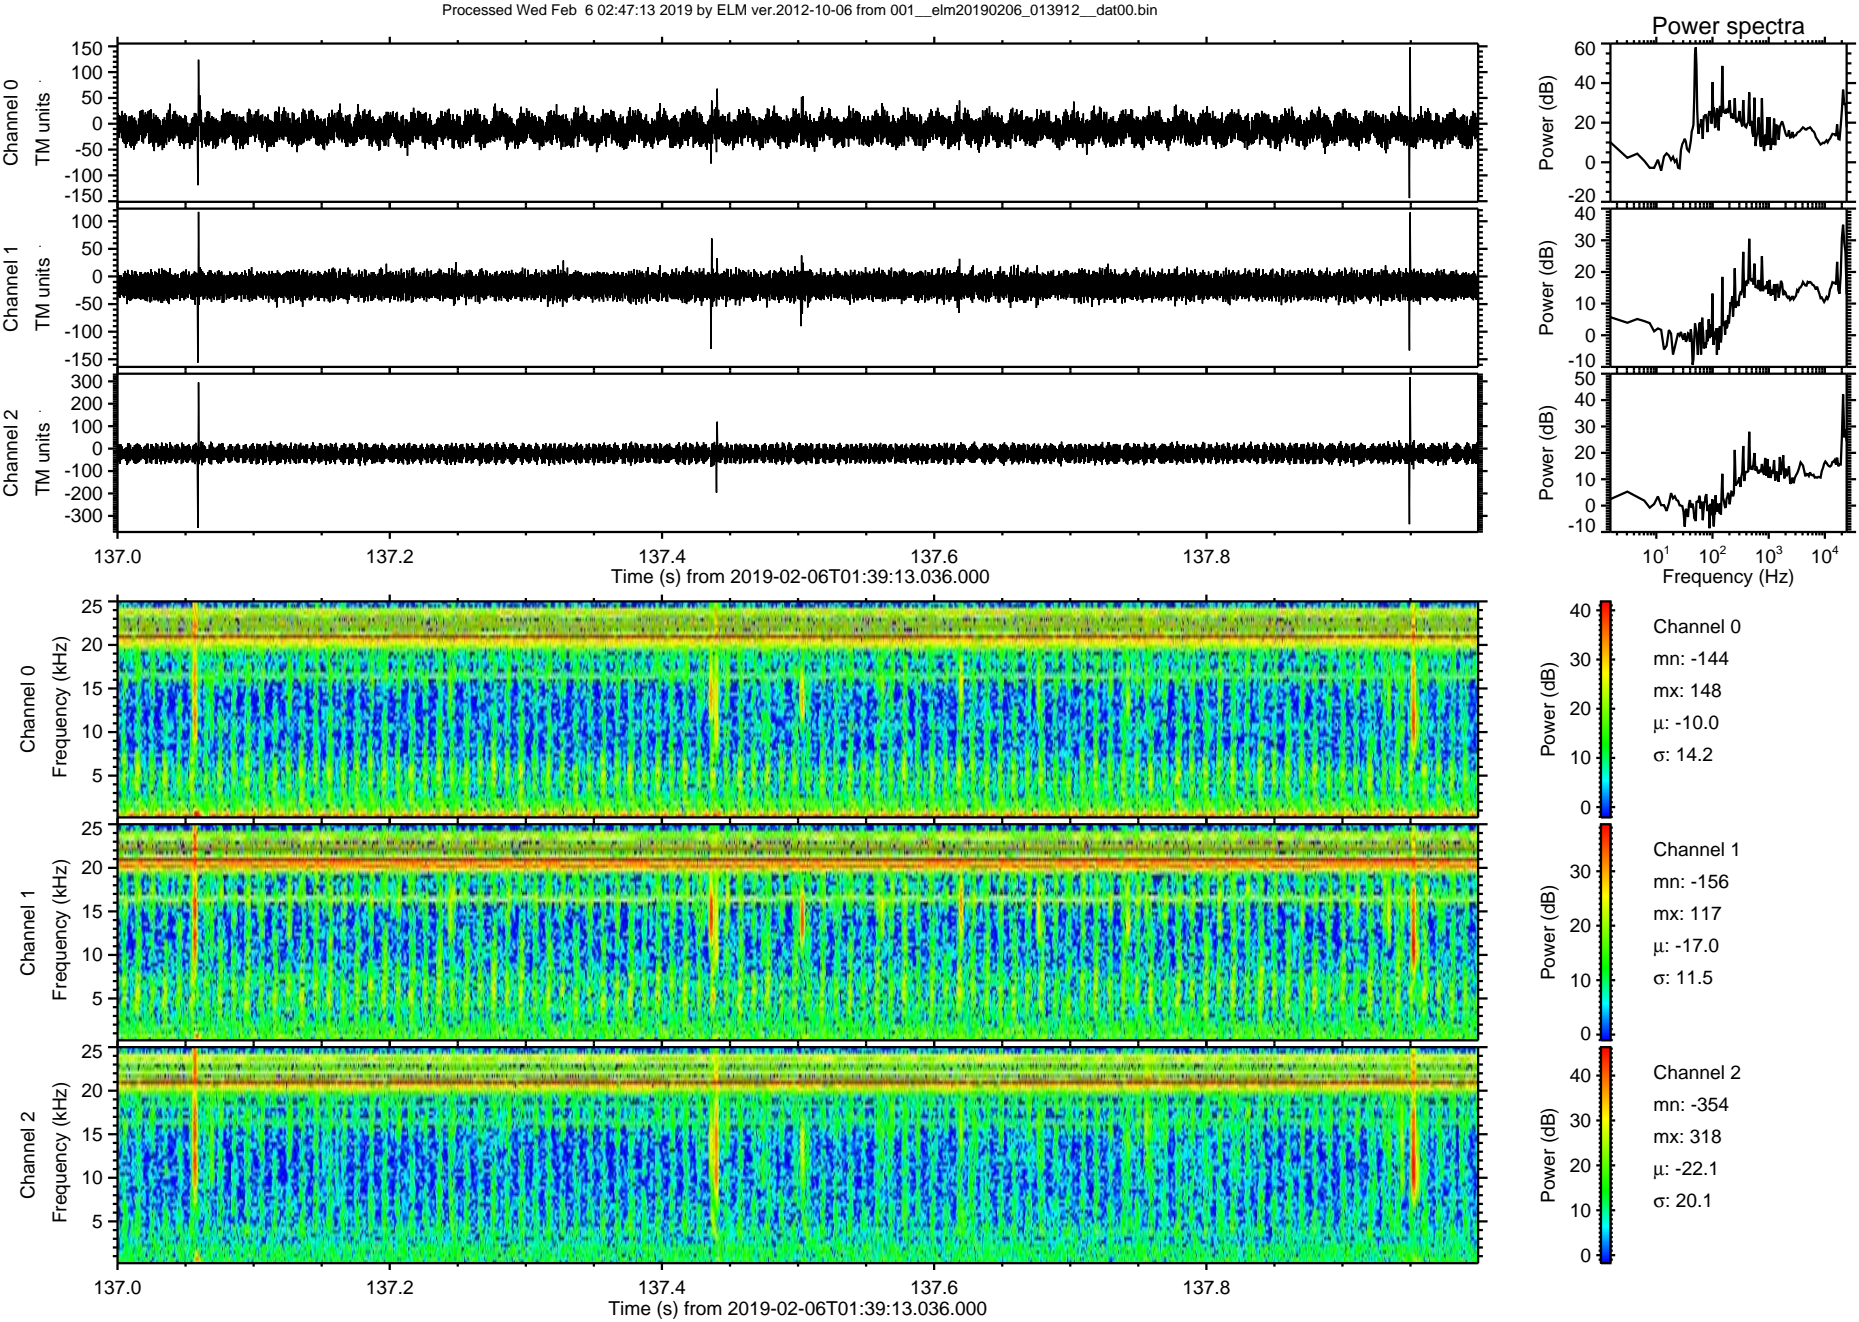 Processed Wed Feb  6 02:47:13 2019 by ELM ver.2012-10-06 from 001__elm20190206_013912__dat00.bin
Power spectra
Channel 0
TM units
150
100
50
0
-50
-100
-150
Power (dB)
60
40
20
0
-20
Channel 1
TM units
100
50
0
-50
-100
-150
Power (dB)
40
30
20
10
0
-10
Channel 2
TM units
300
200
100
0
-100
-200
-300
Power (dB)
50
40
30
20
10
0
-10
137.0 137.2 137.4 137.6 137.8
Time (s) from 2019-02-06T01:39:13.036.000
10^1 10^2 10^3 10^4
Frequency (Hz)
Channel 0
Frequency (kHz)
25
20
15
10
5
Power (dB)
40
30
20
10
0
Channel 0
mn: -144
mx: 148
µ: -10.0
σ: 14.2
Channel 1
Frequency (kHz)
25
20
15
10
5
Power (dB)
30
20
10
0
Channel 1
mn: -156
mx: 117
µ: -17.0
σ: 11.5
Channel 2
Frequency (kHz)
25
20
15
10
5
Power (dB)
40
30
20
10
0
Channel 2
mn: -354
mx: 318
µ: -22.1
σ: 20.1
137.0 137.2 137.4 137.6 137.8
Time (s) from 2019-02-06T01:39:13.036.000